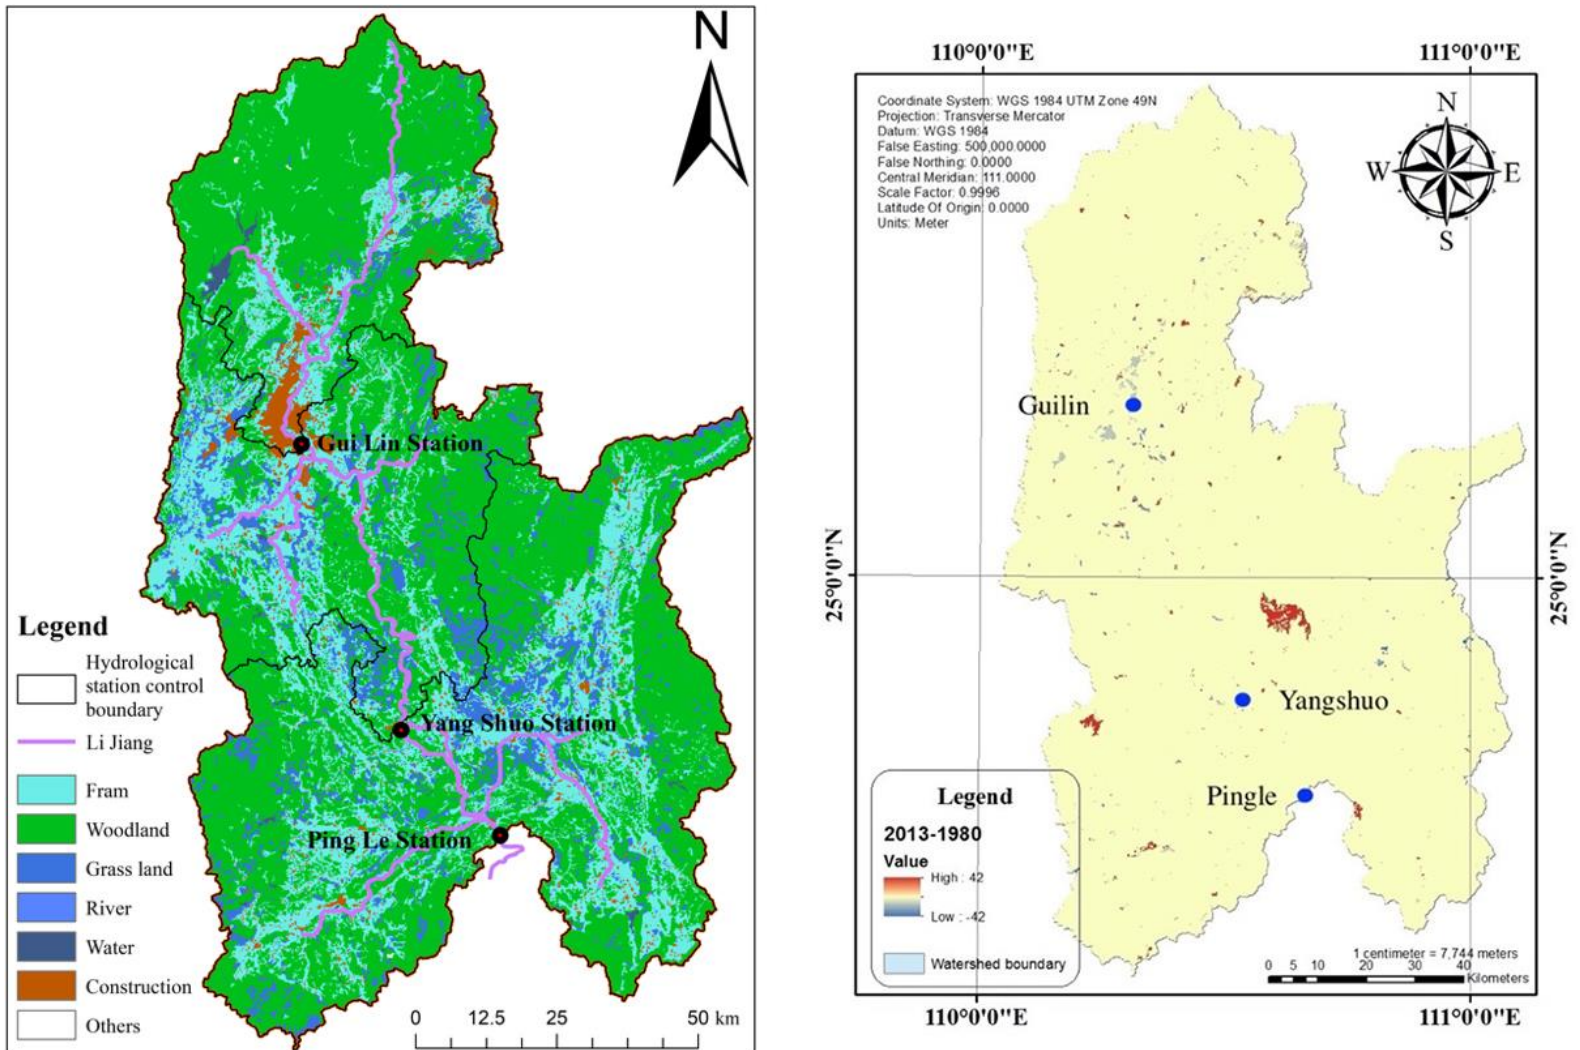 N
Gui Lin Station
Yang Shuo Station
Ping Le Station
Legend
Hydrological
station control
boundary
Li Jiang
Fram
Woodland
Grass land
River
Water
Construction
Others
0 12.5 25 50 km
110°0'0"E 111°0'0"E
Coordinate System: WGS 1984 UTM Zone 49N
Projection: Transverse Mercator
Datum: WGS 1984
False Easting: 500,000.0000
False Northing: 0.0000
Central Meridian: 111.0000
Scale Factor: 0.9996
Latitude Of Origin: 0.0000
Units: Meter
N
W E
S
Guilin
25°0'0"N 25°0'0"N
Yangshuo
Pingle
Legend
2013-1980
Value
High : 42
Low : -42
Watershed boundary
1 centimeter = 7,744 meters
0 5 10 20 30 40
Kilometers
110°0'0"E 111°0'0"E